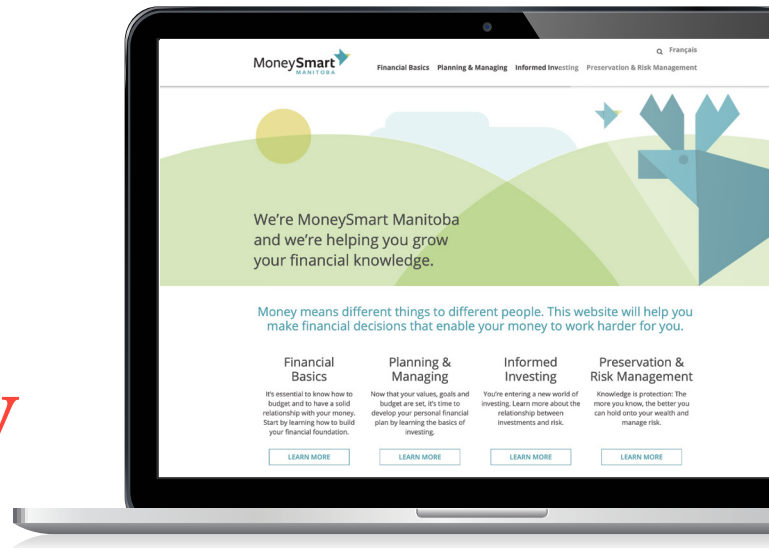 Français
MoneySmart
MANITOBA
Financial Basics Planning & Managing Informed Investing Preservation & Risk Management
We're MoneySmart Manitoba
and we're helping you grow
your financial knowledge.
Money means different things to different people. This website will help you
make financial decisions that enable your money to work harder for you.
Financial
Basics
It's essential to know how to
budget and to have a solid
relationship with your money.
Start by learning how to build
your financial foundation.
LEARN MORE
Planning &
Managing
Now that your values, goals and
budget are set, it's time to
develop your personal financial
plan by learning the basics of
investing.
LEARN MORE
Informed
Investing
You're entering a new world of
investing. Learn more about the
relationship between
investments and risk.
LEARN MORE
Preservation &
Risk Management
Knowledge is protection: The
more you know, the better you
can hold onto your wealth and
manage risk.
LEARN MORE
y